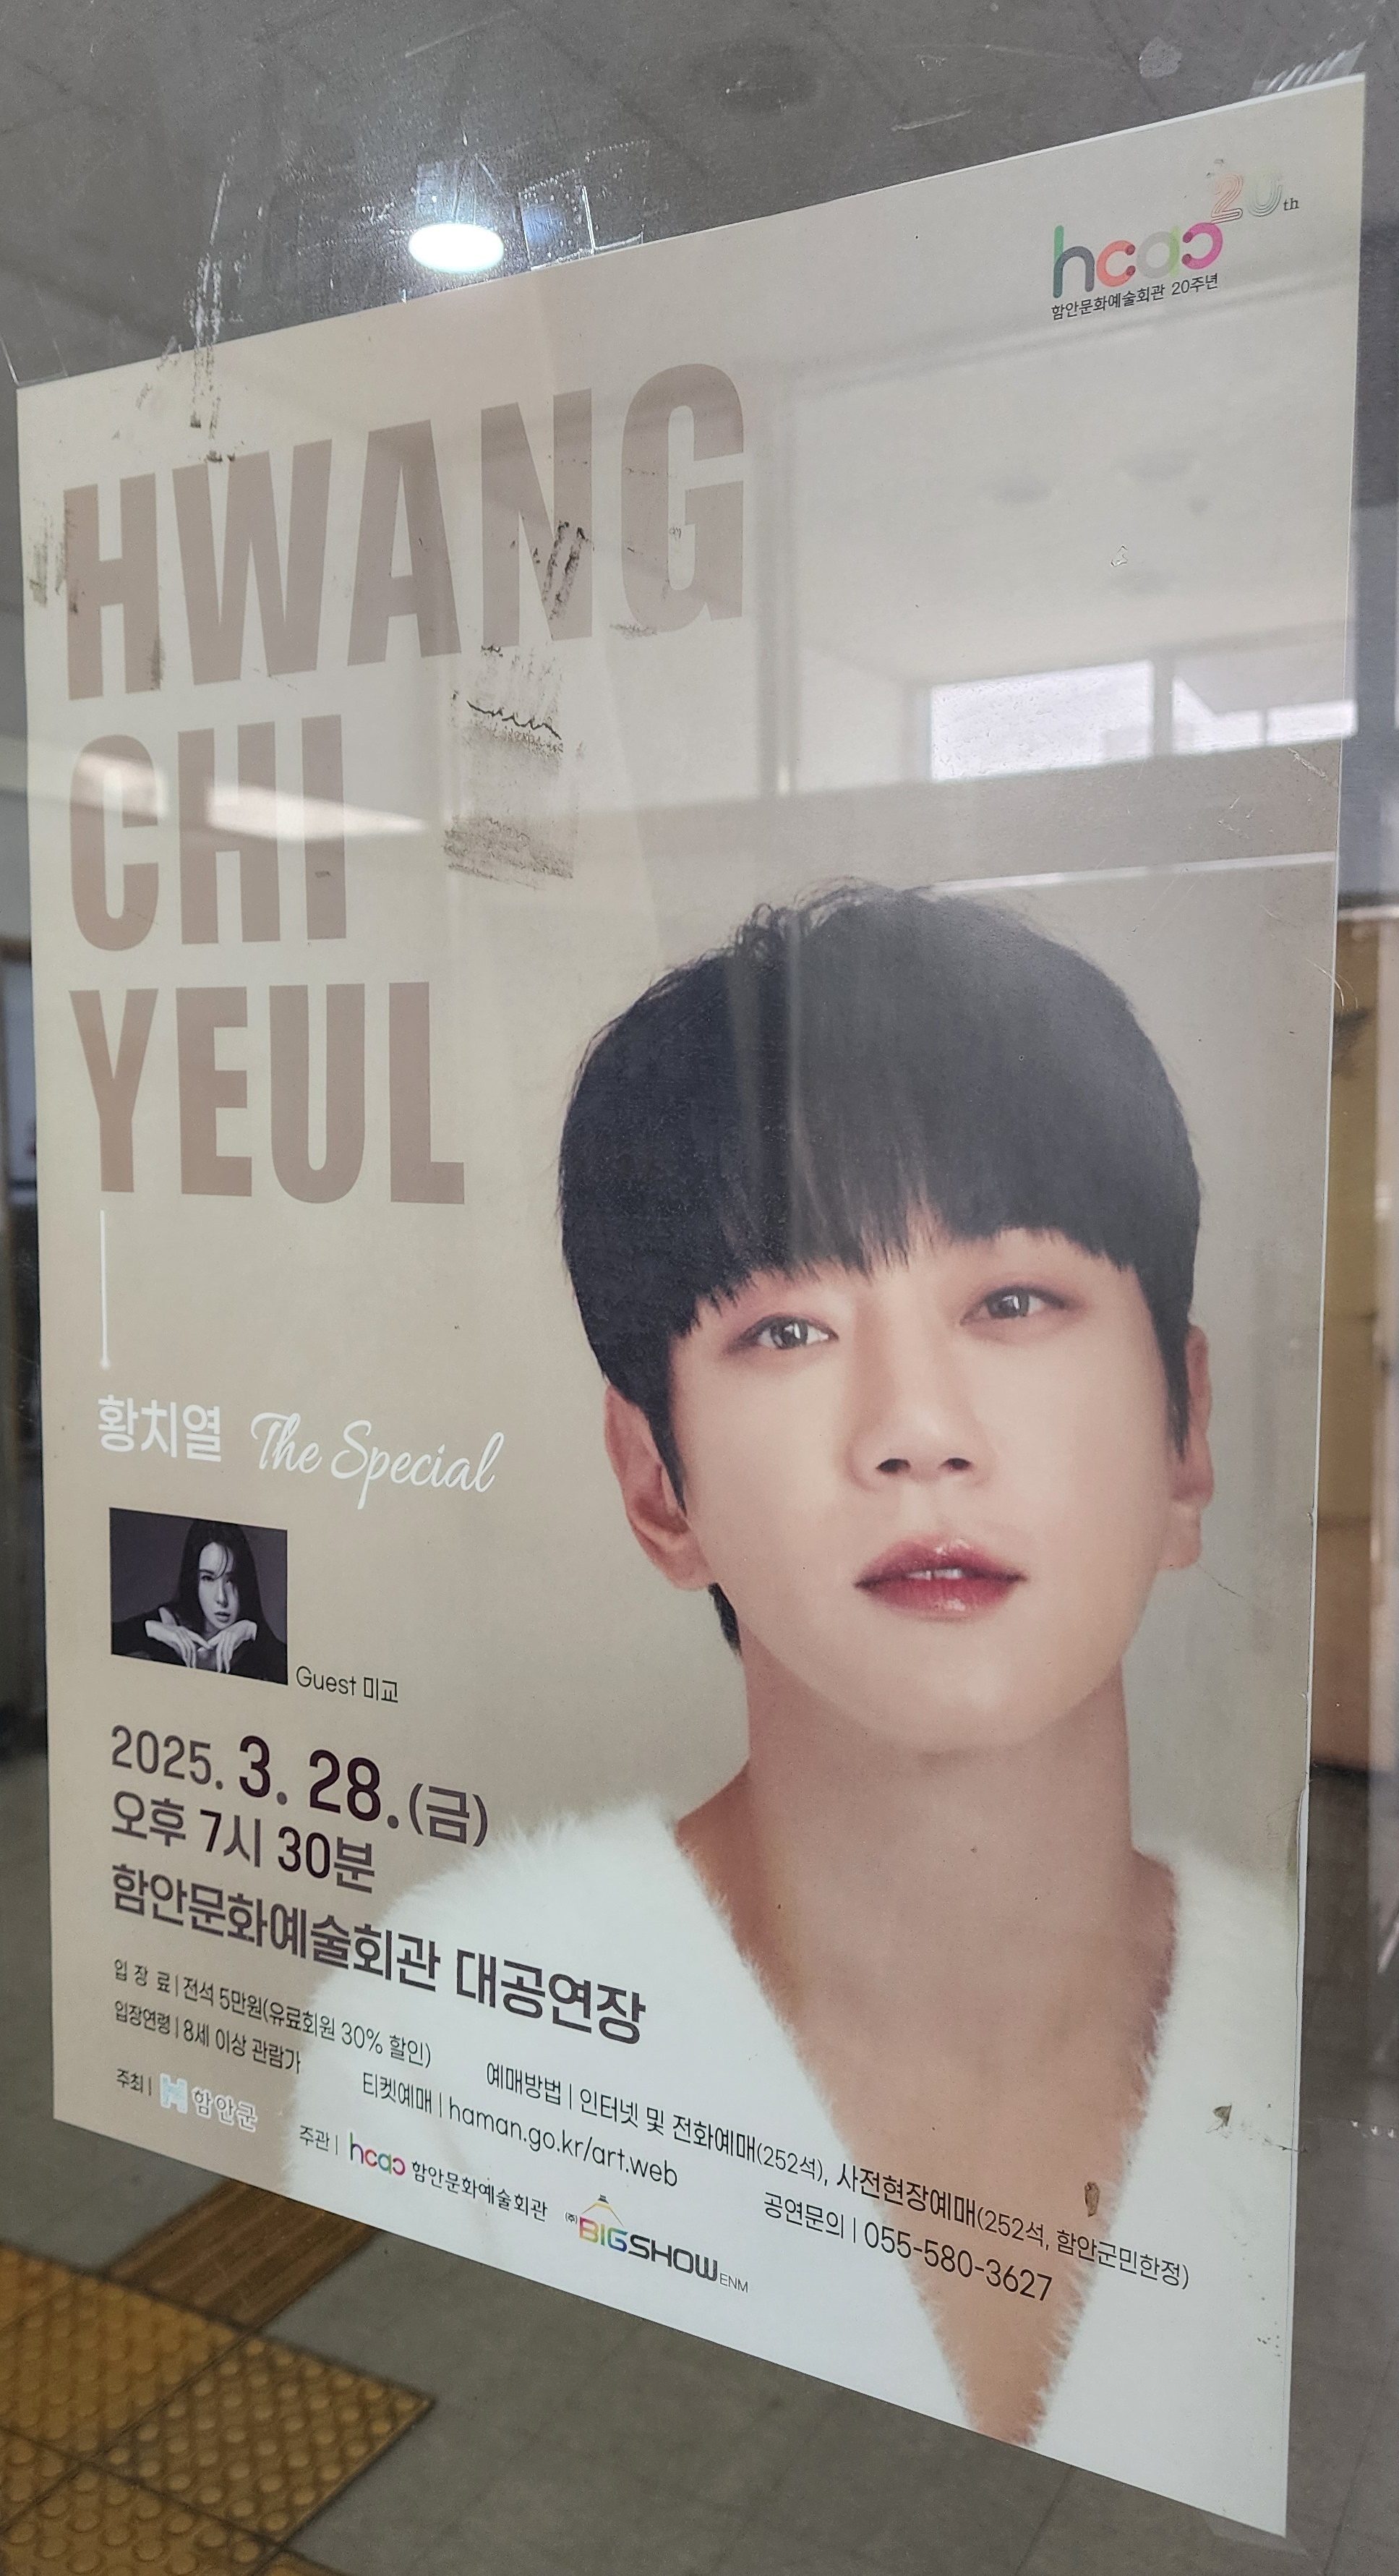 20th
hcac
함안문화예술회관 20주년
HWANG
CHI
YEUL
황치열 The Special
Guest 미교
2025. 3. 28.(금)
오후 7시 30분
함안문화예술회관 대공연장
입 장 료 | 전석 5만원(유료회원 30% 할인)
입장연령 | 8세 이상 관람가
예매방법 | 인터넷 및 전화예매(252석), 사전현장예매(252석, 함안군민한정)
티켓예매 | haman.go.kr/art.web
공연문의 | 055-580-3627
주최 | 함안군
주관 | hcac 함안문화예술회관 (주)BIGSHOW ENM